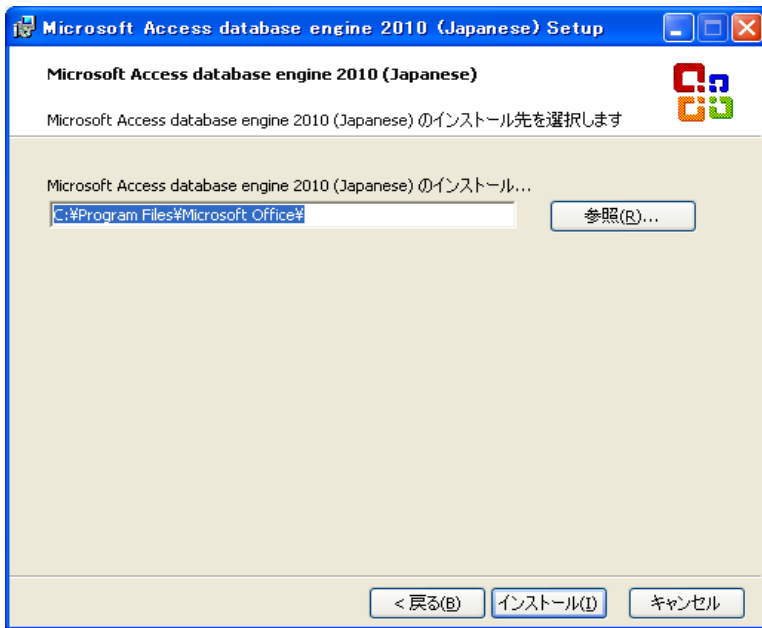 Microsoft Access database engine 2010 (Japanese) Setup
Microsoft Access database engine 2010 (Japanese)
Microsoft Access database engine 2010 (Japanese) のインストール先を選択します
Microsoft Access database engine 2010 (Japanese) のインストール...
C:¥Program Files¥Microsoft Office¥
参照(R)...
< 戻る(B)
インストール(I)
キャンセル